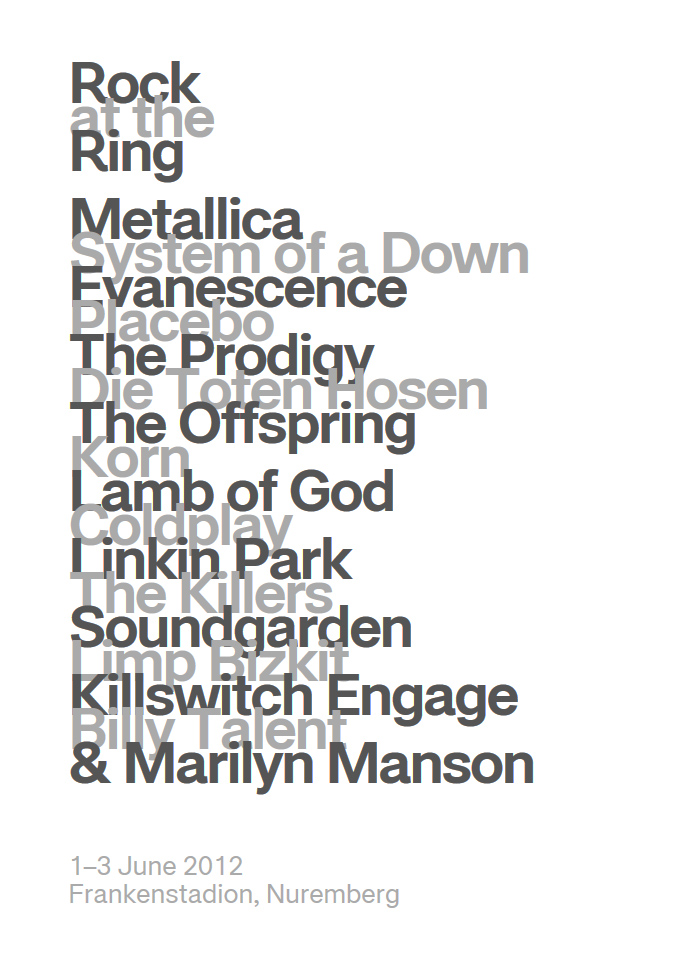 Rock
at the
Ring
Metallica
System of a Down
Evanescence
Placebo
The Prodigy
Die Toten Hosen
The Offspring
Korn
Lamb of God
Coldplay
Linkin Park
The Killers
Soundgarden
Limp Bizkit
Killswitch Engage
Billy Talent
& Marilyn Manson
1–3 June 2012
Frankenstadion, Nuremberg